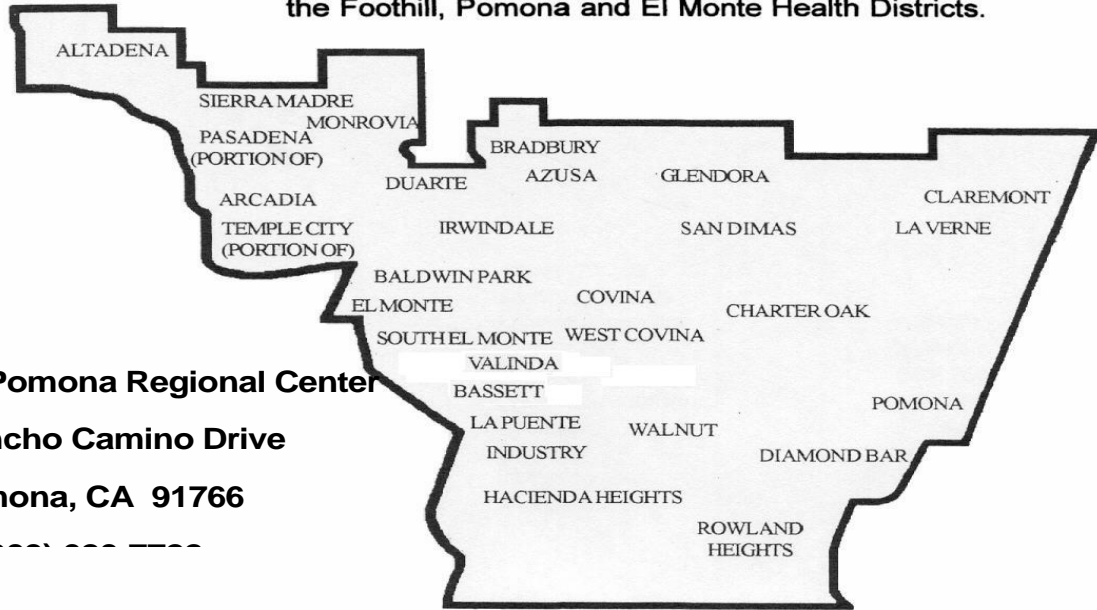 the Foothill, Pomona and El Monte Health Districts.
ALTADENA
SIERRA MADRE
MONROVIA
PASADENA
(PORTION OF)
BRADBURY
DUARTE
AZUSA
GLENDORA
CLAREMONT
ARCADIA
TEMPLE CITY
(PORTION OF)
IRWINDALE
SAN DIMAS
LA VERNE
BALDWIN PARK
EL MONTE
COVINA
CHARTER OAK
SOUTH EL MONTE
WEST COVINA
VALINDA
BASSETT
LA PUENTE
WALNUT
POMONA
INDUSTRY
DIAMOND BAR
HACIENDA HEIGHTS
ROWLAND
HEIGHTS
Pomona Regional Center
Camino Drive
CA 91766